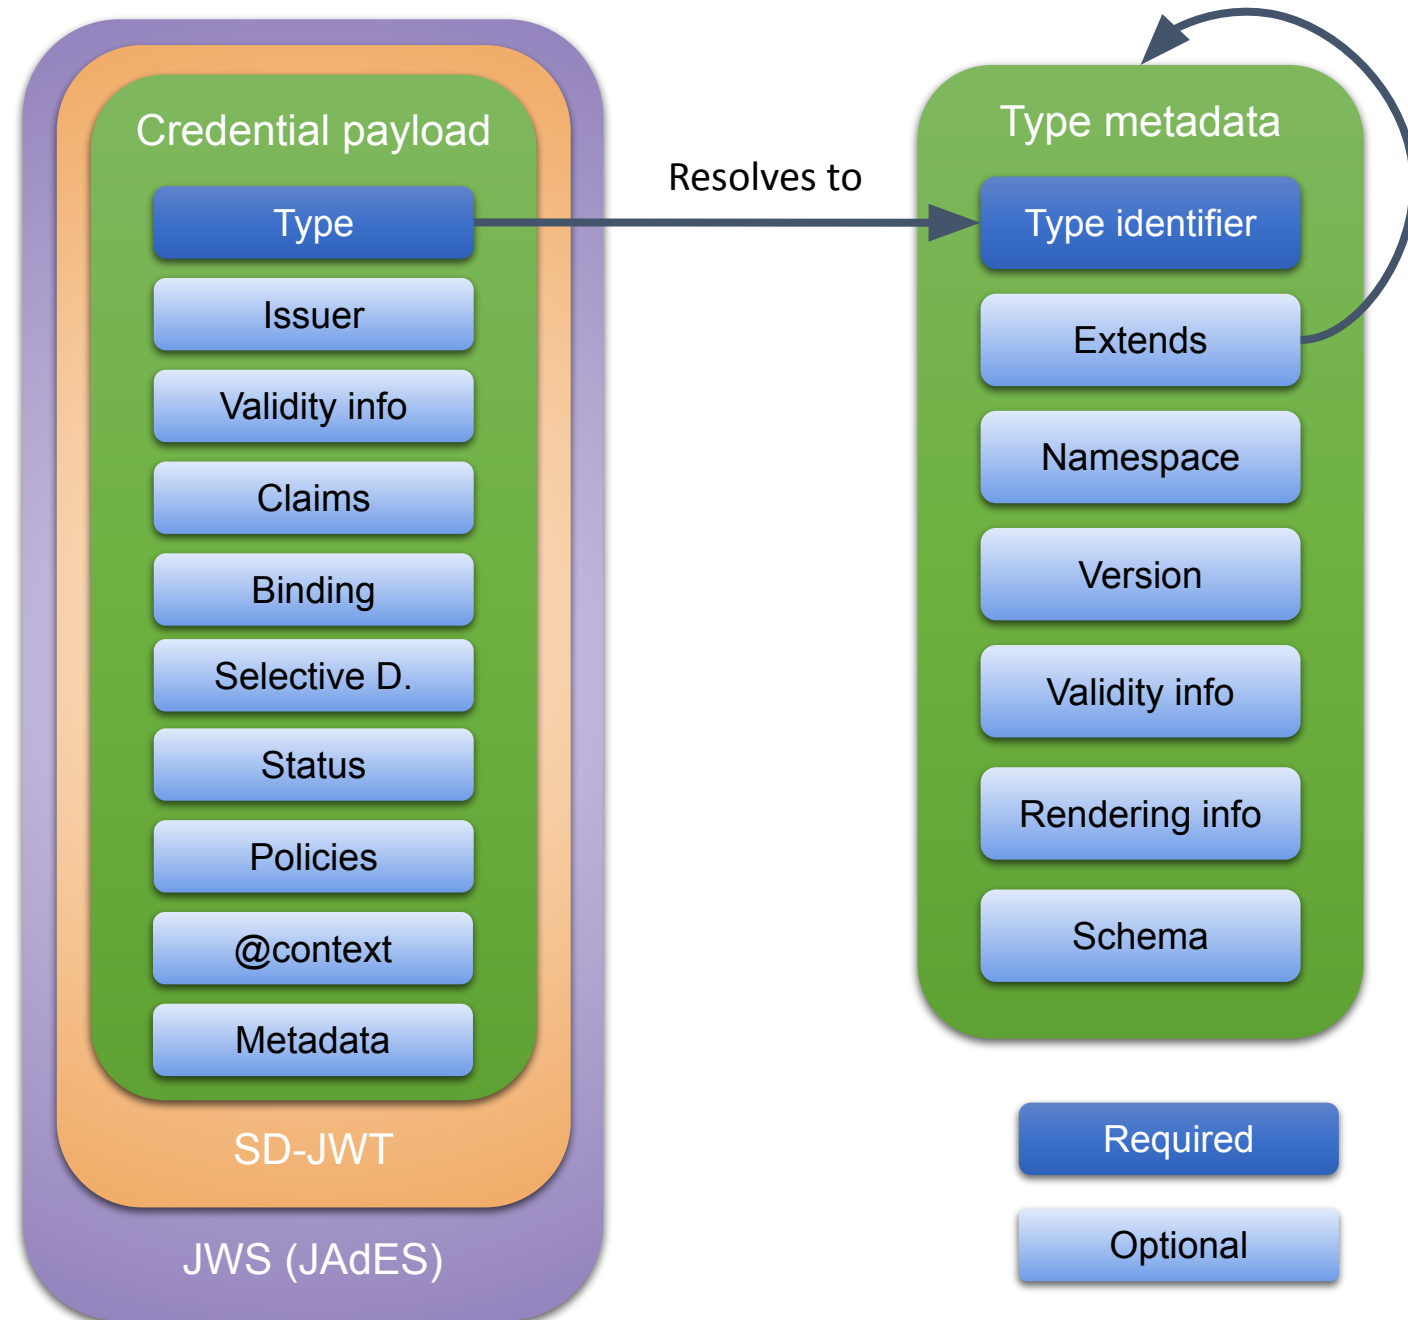 Credential payload
Type
Issuer
Validity info
Claims
Binding
Selective D.
Status
Policies
@context
Metadata
SD-JWT
JWS (JAdES)
Resolves to
Type metadata
Type identifier
Extends
Namespace
Version
Validity info
Rendering info
Schema
Required
Optional